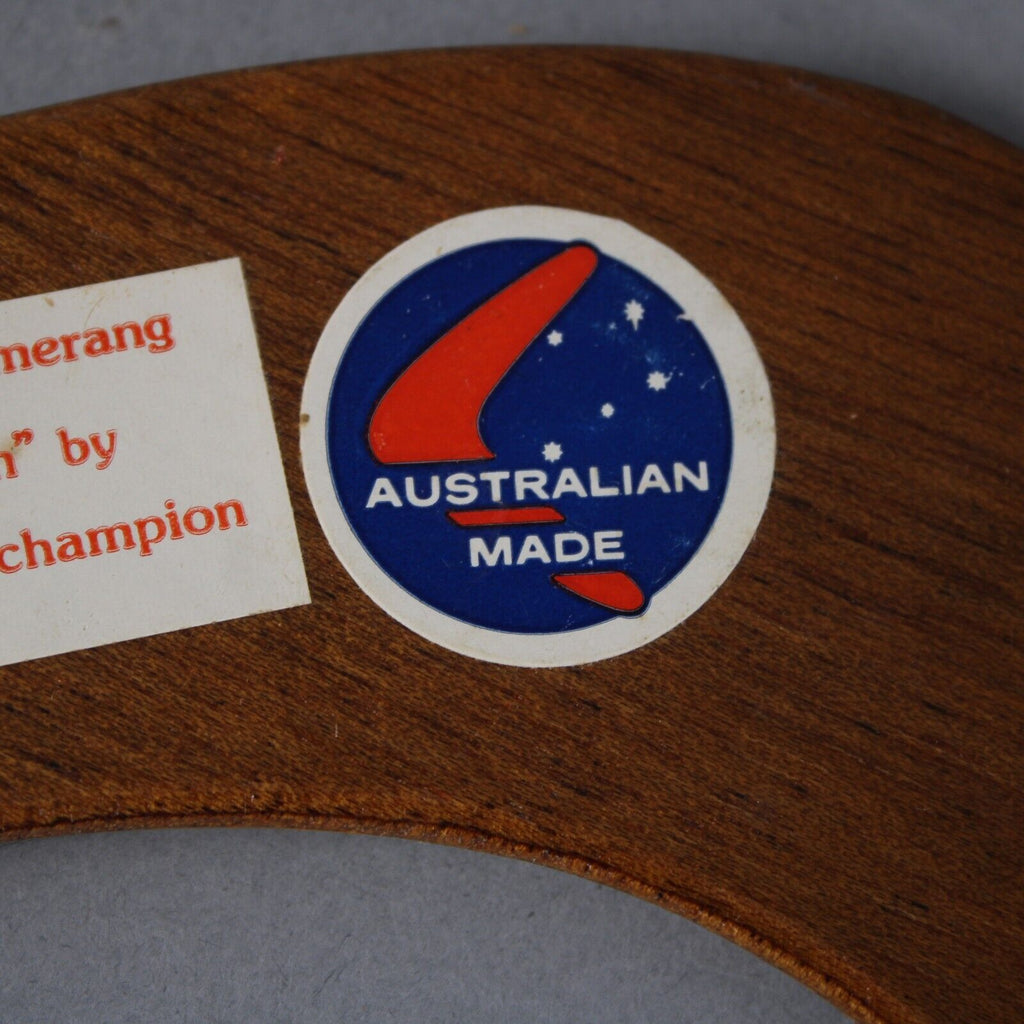 merang
" by
champion
AUSTRALIAN
MADE